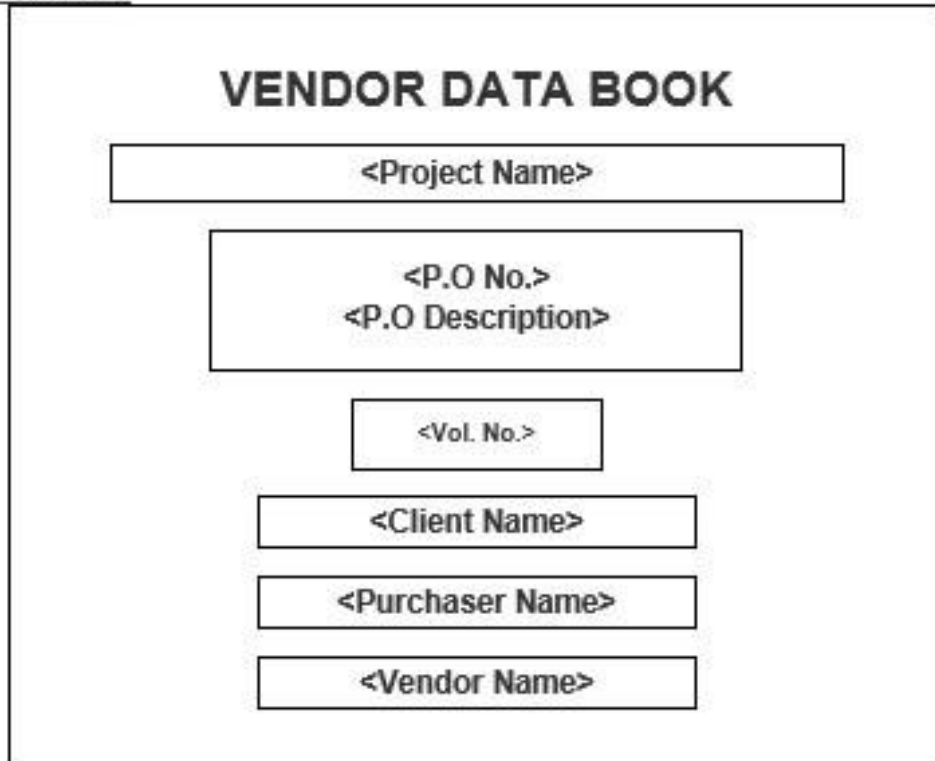 VENDOR DATA BOOK
<Project Name>
<P.O No.>
<P.O Description>
<Vol. No.>
<Client Name>
<Purchaser Name>
<Vendor Name>